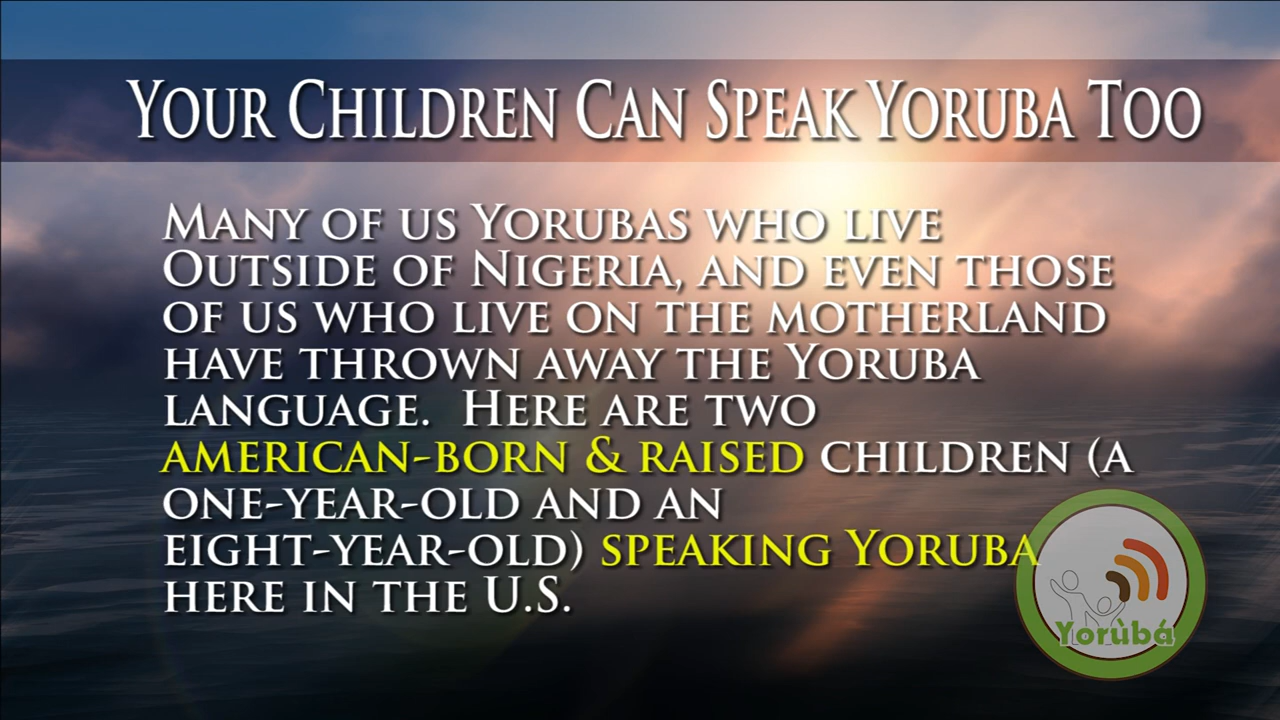 Your Children Can Speak Yoruba Too
Many of us Yorubas who live
Outside of Nigeria, and even those
of us who live on the motherland
have thrown away the Yoruba
language.  Here are two
american-born & raised children (a
one-year-old and an
eight-year-old) speaking Yoruba
here in the U.S.
Yorùbá